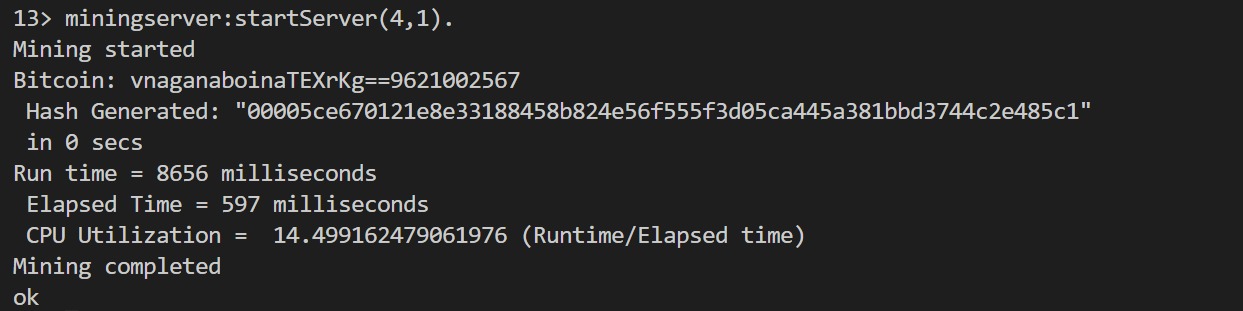 13> miningserver:startServer(4,1).
Mining started
Bitcoin: vnaganaboinaTEXrKg==9621002567
Hash Generated: "00005ce670121e8e33188458b824e56f555f3d05ca445a381bbd3744c2e485c1"
in 0 secs
Run time = 8656 milliseconds
Elapsed Time = 597 milliseconds
CPU Utilization =  14.499162479061976 (Runtime/Elapsed time)
Mining completed
ok